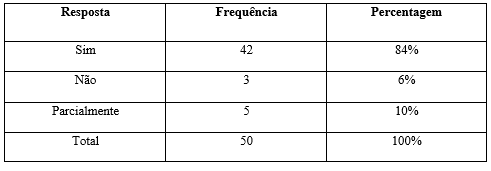 Resposta Frequência Percentagem
Sim 42 84%
Não 3 6%
Parcialmente 5 10%
Total 50 100%